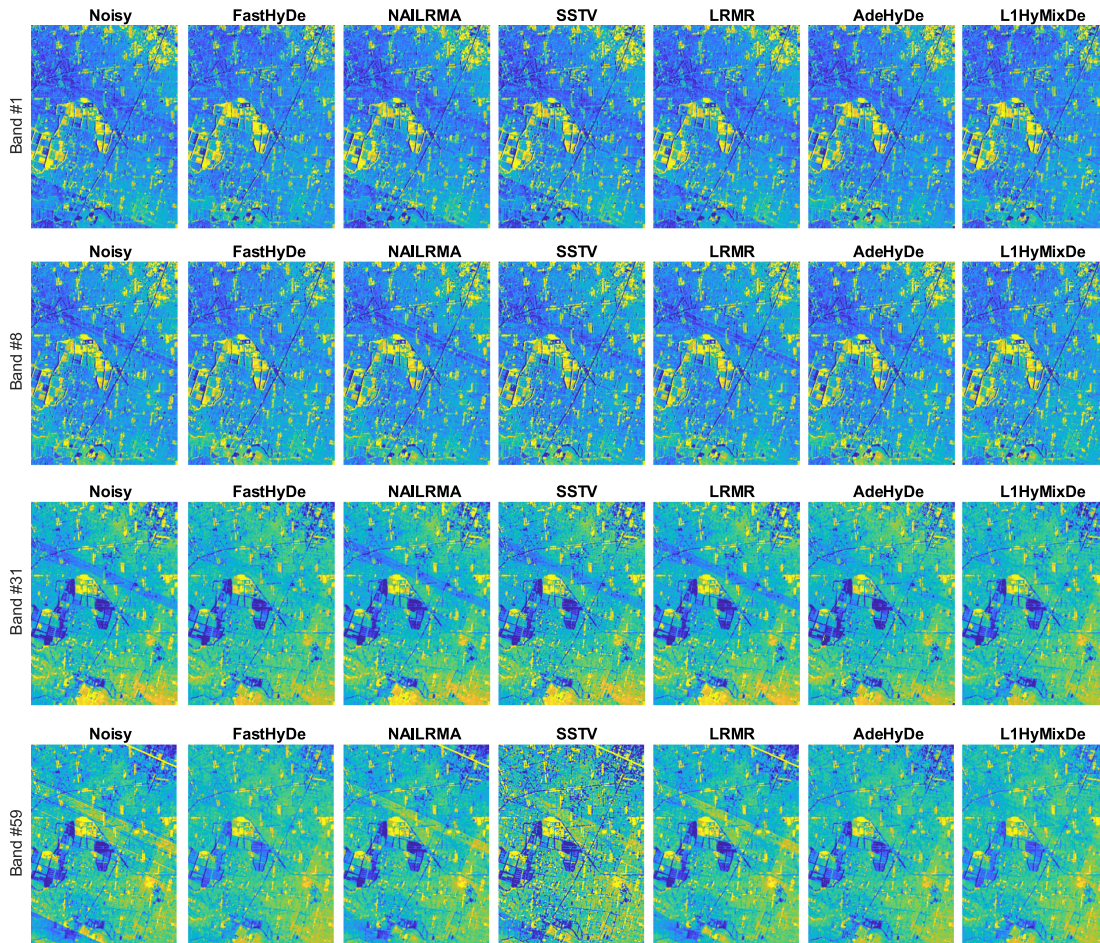 Noisy FastHyDe NAILRMA SSTV LRMR AdeHyDe L1HyMixDe
Band #1
Noisy FastHyDe NAILRMA SSTV LRMR AdeHyDe L1HyMixDe
Band #8
Noisy FastHyDe NAILRMA SSTV LRMR AdeHyDe L1HyMixDe
Band #31
Noisy FastHyDe NAILRMA SSTV LRMR AdeHyDe L1HyMixDe
Band #59